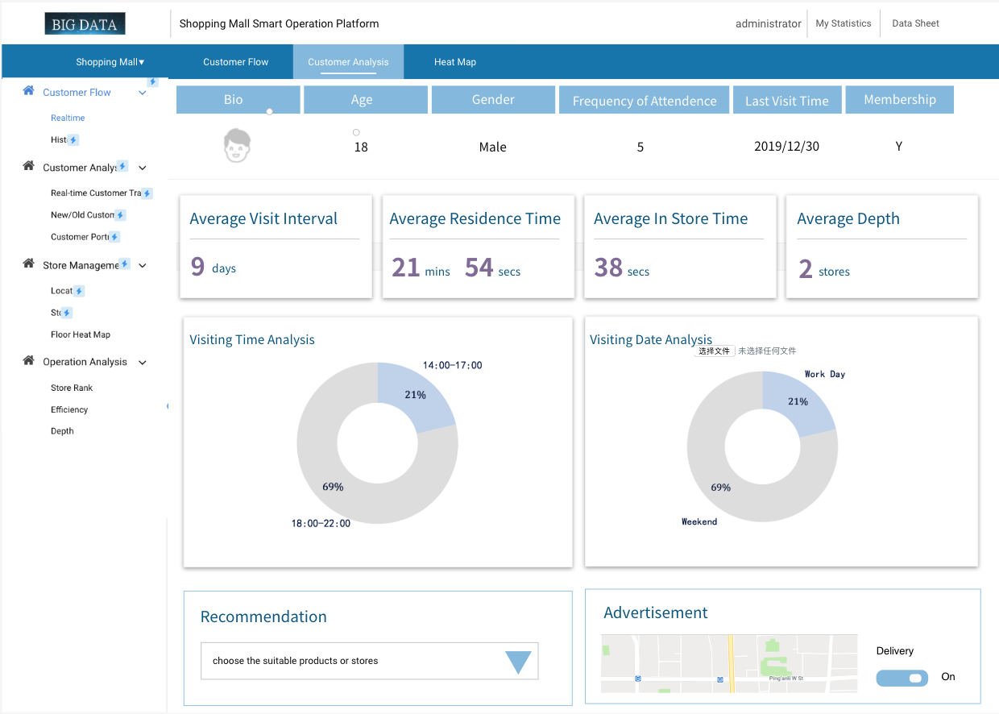 BIG DATA
Shopping Mall Smart Operation Platform
administrator
My Statistics
Data Sheet
Shopping Mall▼
Customer Flow
Customer Analysis
Heat Map
Customer Flow
Realtime
Hist
Customer Analys
Real-time Customer Tra
New/Old Custom
Customer Portr
Store Manageme
Locat
Sto
Floor Heat Map
Operation Analysis
Store Rank
Efficiency
Depth
Bio
Age
Gender
Frequency of Attendence
Last Visit Time
Membership
18
Male
5
2019/12/30
Y
Average Visit Interval
9 days
Average Residence Time
21 mins 54 secs
Average In Store Time
38 secs
Average Depth
2 stores
Visiting Time Analysis
14:00-17:00
21%
69%
18:00-22:00
Visiting Date Analysis
选择文件 未选择任何文件
Work Day
21%
69%
Weekend
Recommendation
choose the suitable products or stores
Advertisement
Ping'anli W St
Delivery
On